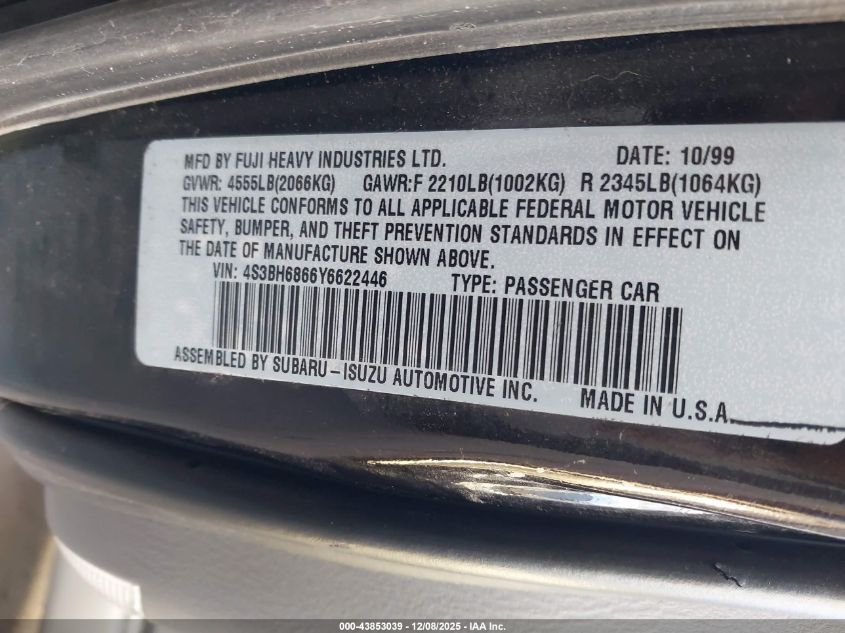 MFD BY FUJI HEAVY INDUSTRIES LTD. DATE: 10/99
GVWR: 4555LB(2066KG) GAWR:F 2210LB(1002KG) R 2345LB(1064KG)
THIS VEHICLE CONFORMS TO ALL APPLICABLE FEDERAL MOTOR VEHICLE
SAFETY, BUMPER, AND THEFT PREVENTION STANDARDS IN EFFECT ON
THE DATE OF MANUFACTURE SHOWN ABOVE.
VIN: 4S3BH6866Y6622446 TYPE: PASSENGER CAR
ASSEMBLED BY SUBARU-ISUZU AUTOMOTIVE INC. MADE IN U.S.A.
000-43853039 - 12/08/2025 - IAA Inc.